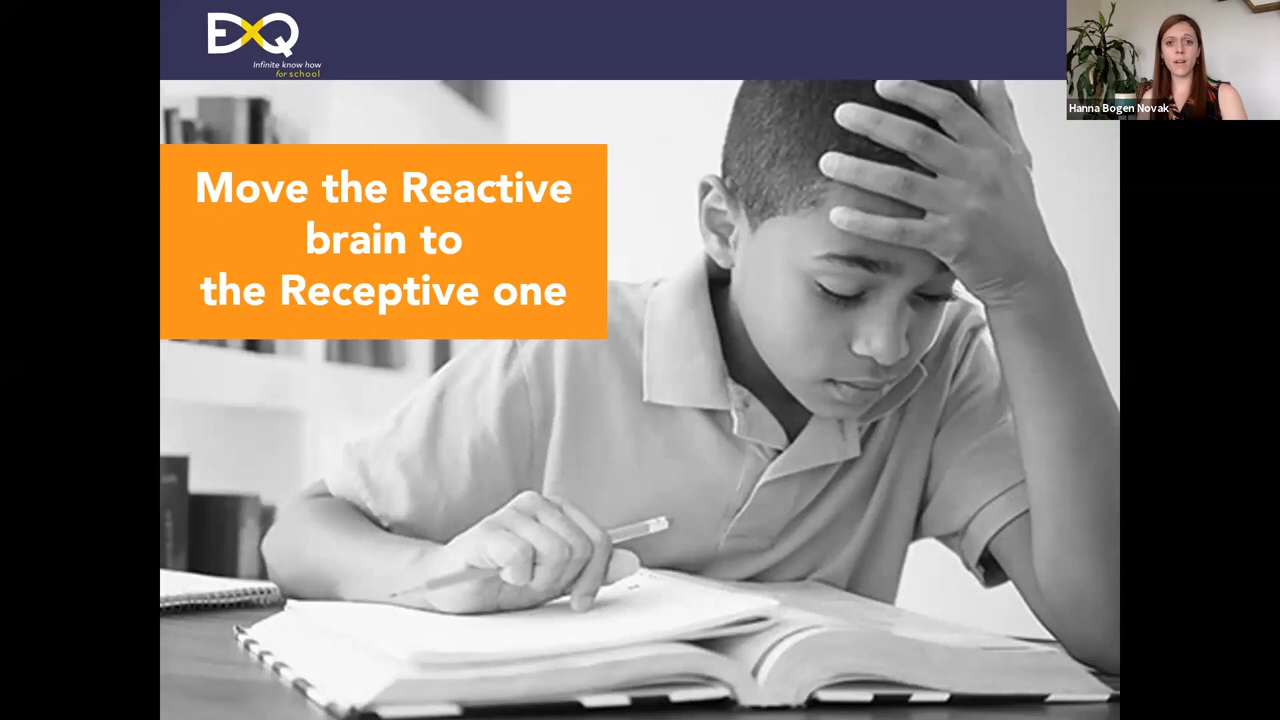 EXQ
Infinite know how
for school
Hanna Bogen Novak
Move the Reactive
brain to
the Receptive one